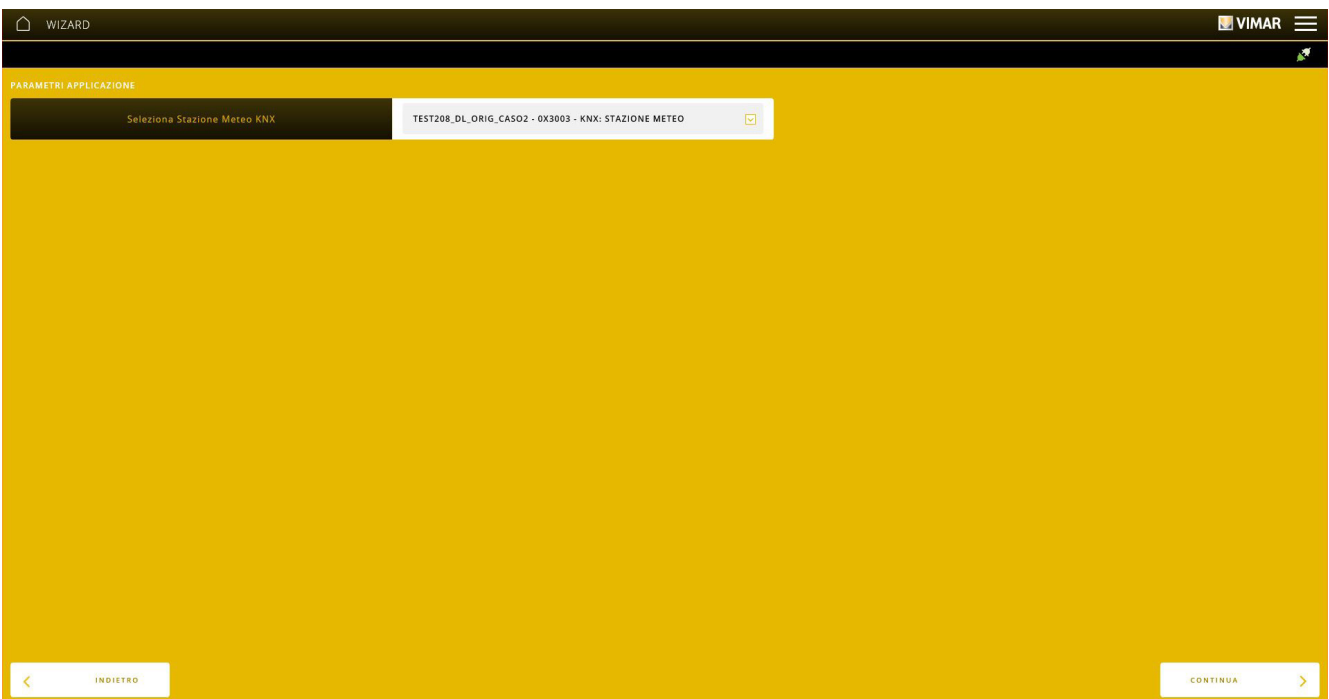 WIZARD
VIMAR
PARAMETRI APPLICAZIONE
Seleziona Stazione Meteo KNX
TEST208_DL_ORIG_CASO2 - 0X3003 - KNX: STAZIONE METEO
INDIETRO
CONTINUA